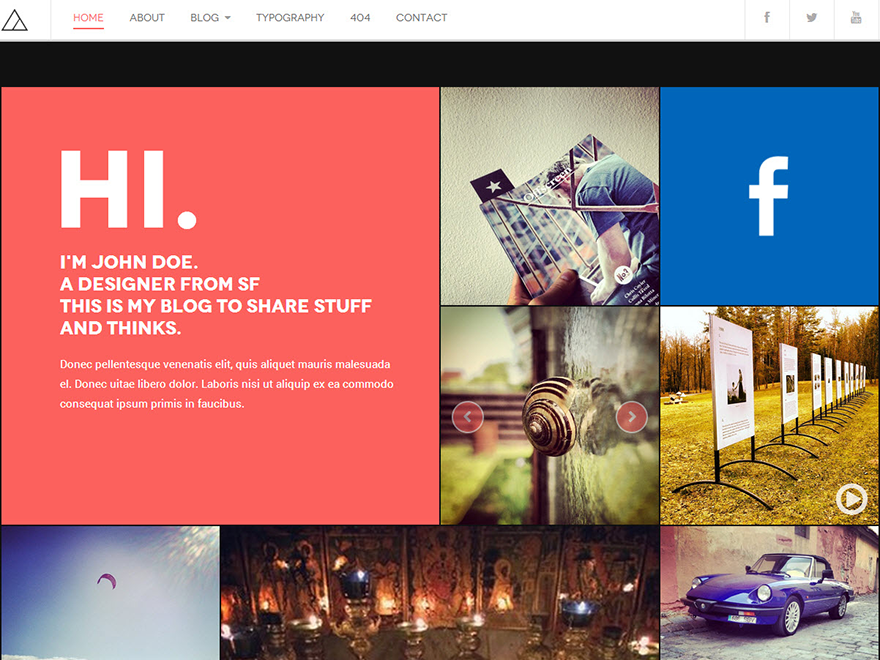 HOME ABOUT BLOG TYPOGRAPHY 404 CONTACT
HI.
I'M JOHN DOE.
A DESIGNER FROM SF
THIS IS MY BLOG TO SHARE STUFF
AND THINKS.
Donec pellentesque venenatis elit, quis aliquet mauris malesuada
el. Donec uitae libero dolor. Laboris nisi ut aliquip ex ea commodo
consequat ipsum primis in faucibus.
Offscreen